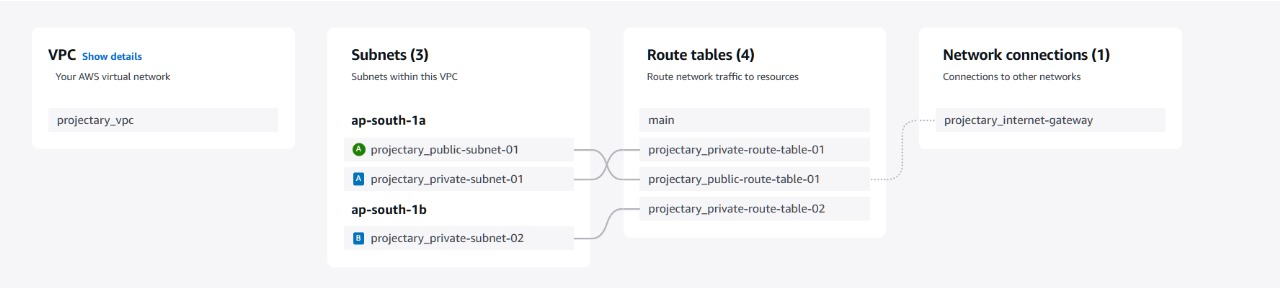 VPC Show details
Your AWS virtual network
projectary_vpc
Subnets (3)
Subnets within this VPC
ap-south-1a
A projectary_public-subnet-01
A projectary_private-subnet-01
ap-south-1b
B projectary_private-subnet-02
Route tables (4)
Route network traffic to resources
main
projectary_private-route-table-01
projectary_public-route-table-01
projectary_private-route-table-02
Network connections (1)
Connections to other networks
projectary_internet-gateway